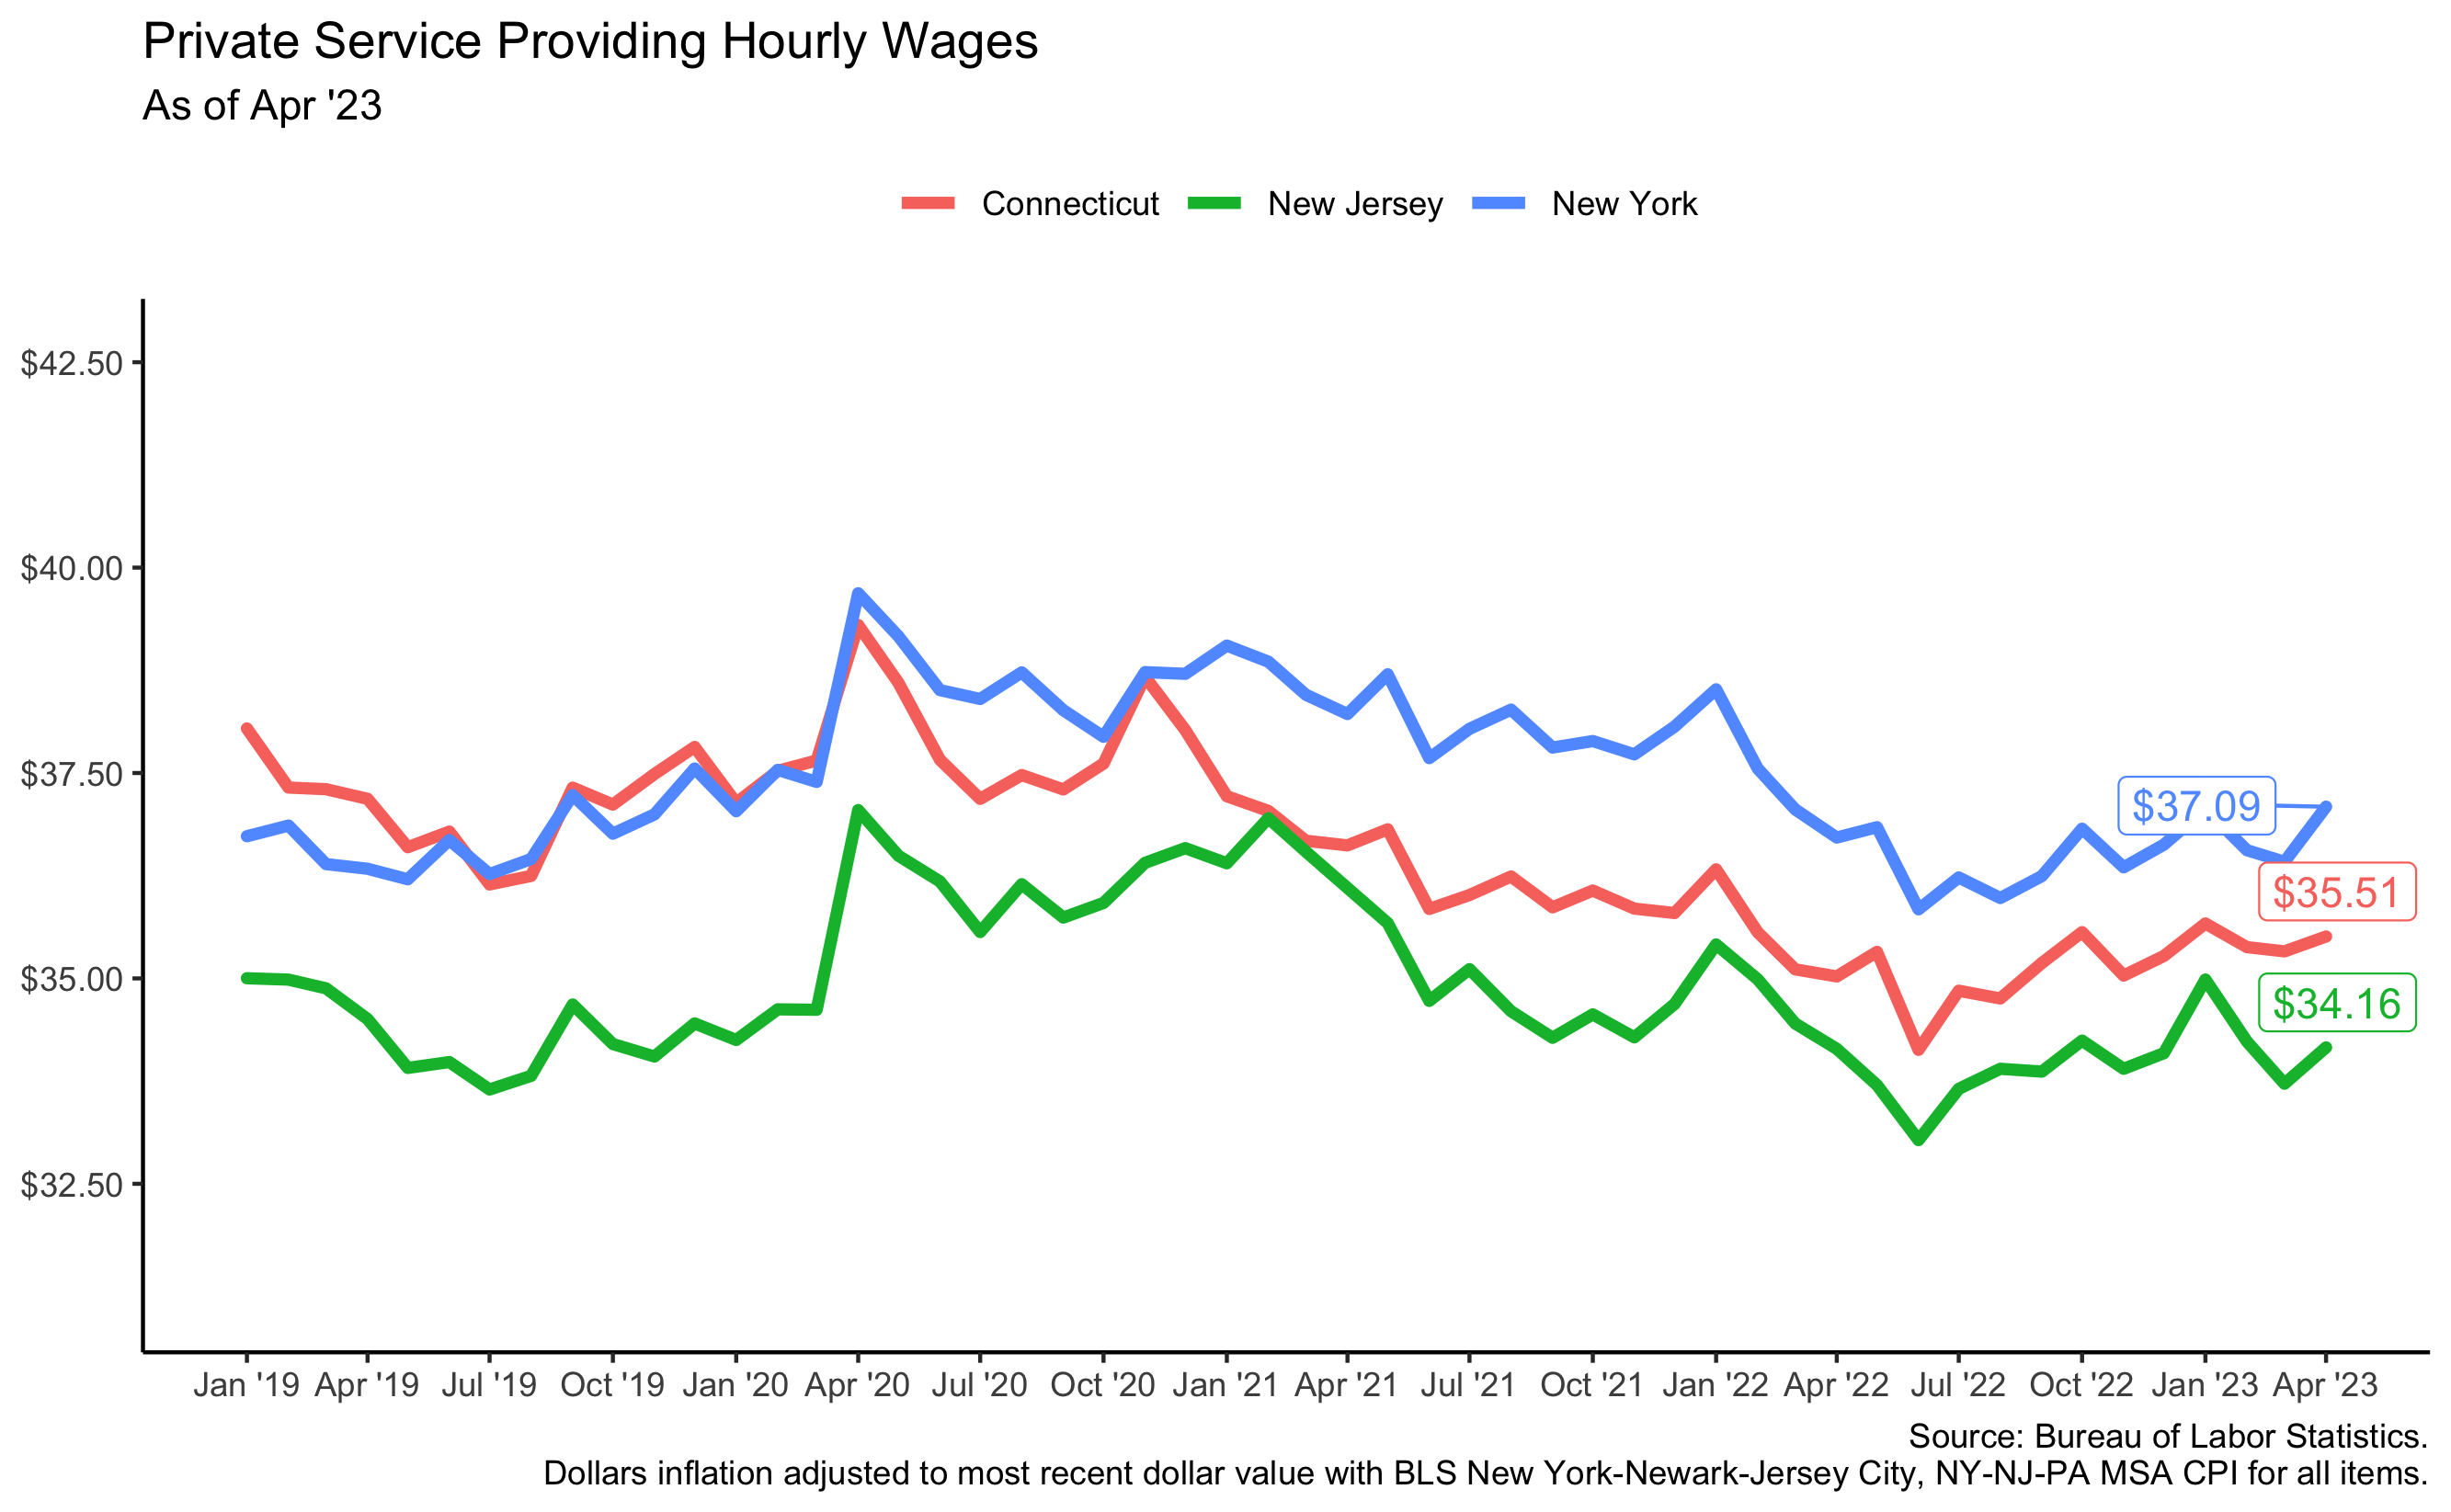 Private Service Providing Hourly Wages
As of Apr '23
Connecticut New Jersey New York
$42.50
$40.00
$37.50
$35.00
$32.50
$37.09
$35.51
$34.16
Jan '19 Apr '19 Jul '19 Oct '19 Jan '20 Apr '20 Jul '20 Oct '20 Jan '21 Apr '21 Jul '21 Oct '21 Jan '22 Apr '22 Jul '22 Oct '22 Jan '23 Apr '23
Source: Bureau of Labor Statistics.
Dollars inflation adjusted to most recent dollar value with BLS New York-Newark-Jersey City, NY-NJ-PA MSA CPI for all items.